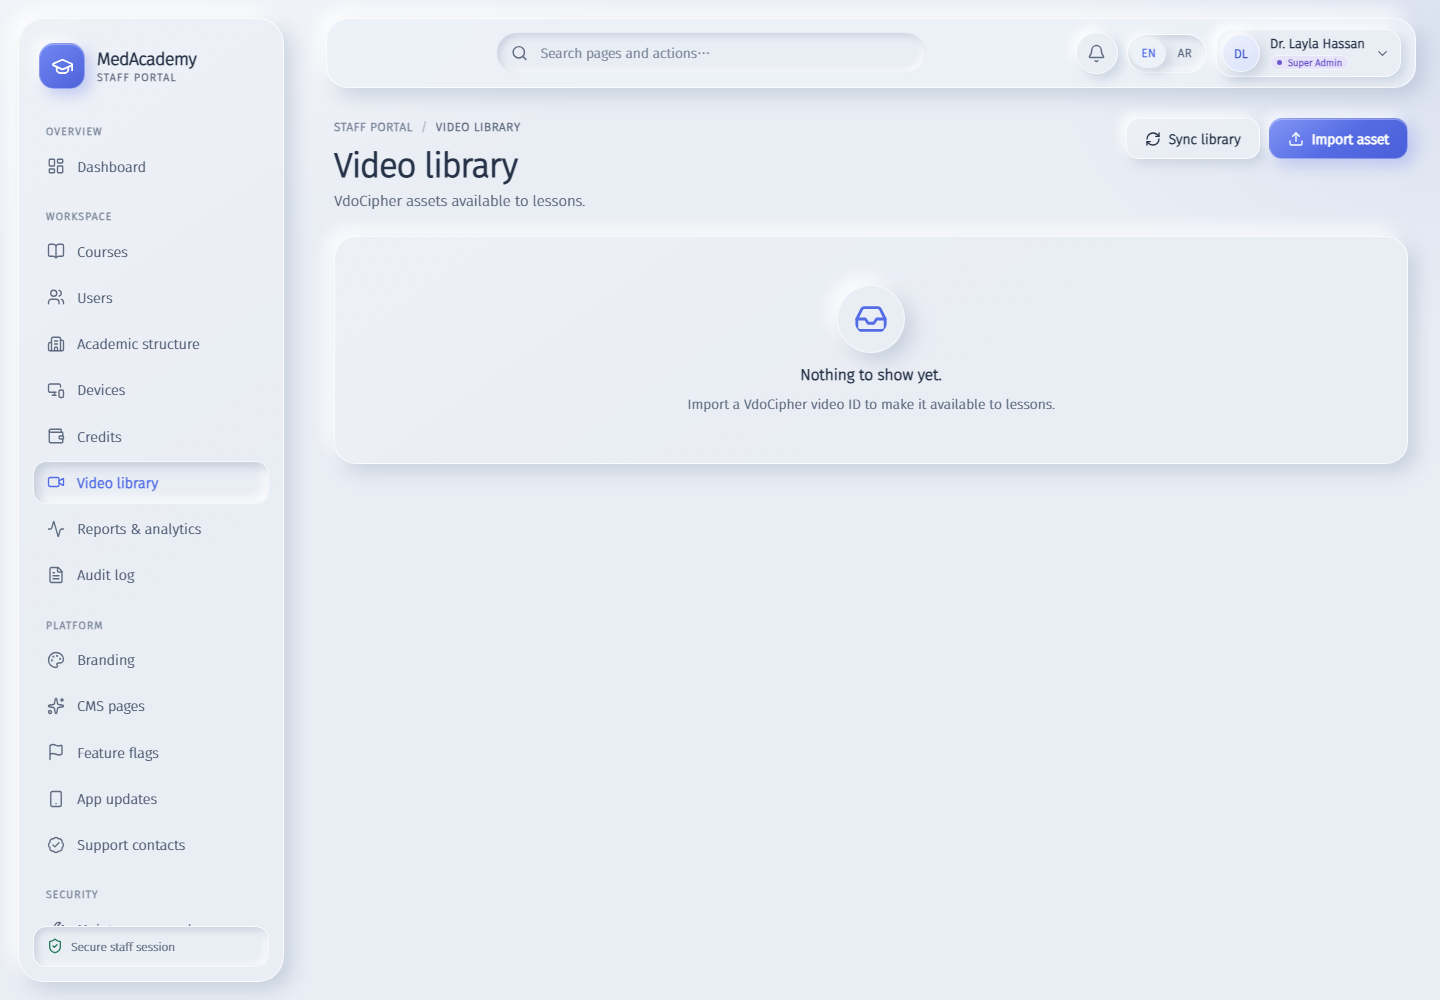 MedAcademy
STAFF PORTAL
OVERVIEW
Dashboard
WORKSPACE
Courses
Users
Academic structure
Devices
Credits
Video library
Reports & analytics
Audit log
PLATFORM
Branding
CMS pages
Feature flags
App updates
Support contacts
SECURITY
Secure staff session
Search pages and actions···
EN AR
DL
Dr. Layla Hassan
Super Admin
STAFF PORTAL / VIDEO LIBRARY
Video library
VdoCipher assets available to lessons.
Sync library
Import asset
Nothing to show yet.
Import a VdoCipher video ID to make it available to lessons.